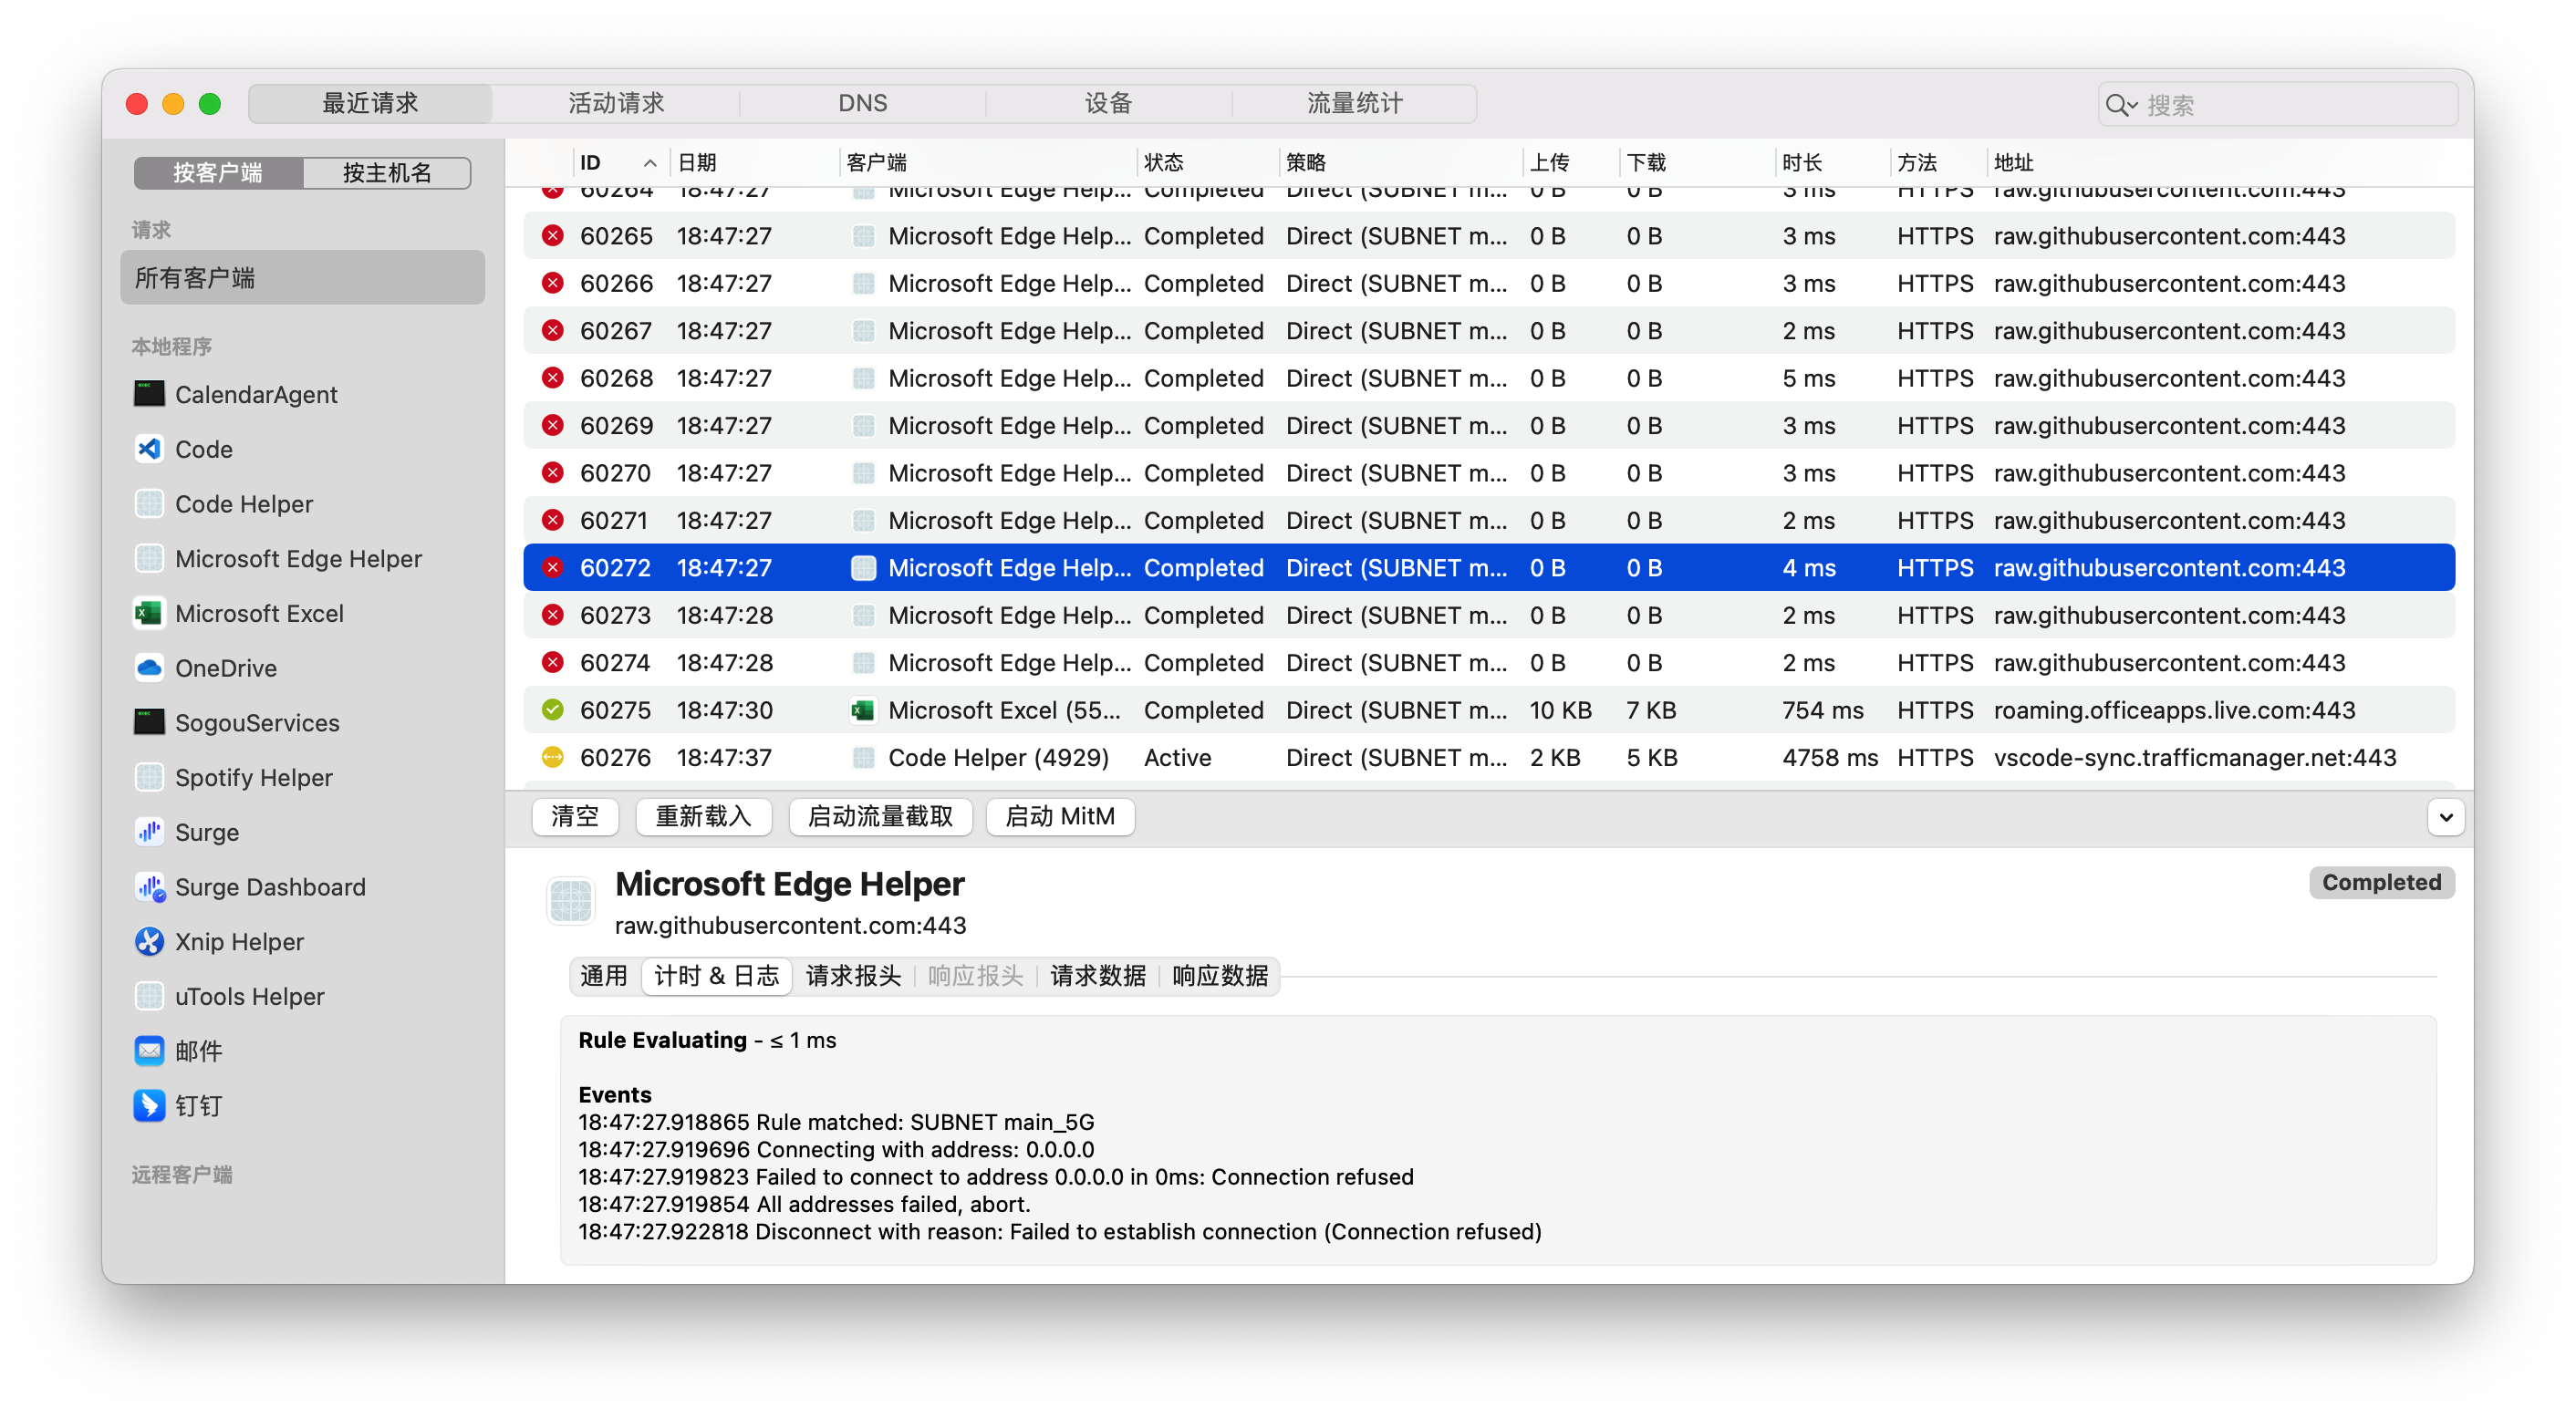 最近请求 活动请求 DNS 设备 流量统计 搜索
按客户端 按主机名
请求
所有客户端
本地程序
CalendarAgent
Code
Code Helper
Microsoft Edge Helper
Microsoft Excel
OneDrive
SogouServices
Spotify Helper
Surge
Surge Dashboard
Xnip Helper
uTools Helper
邮件
钉钉
远程客户端
ID 日期 客户端 状态 策略 上传 下载 时长 方法 地址
60264 18:47:27 Microsoft Edge Help... Completed Direct (SUBNET m... 0 B 0 B 3 ms HTTPS raw.githubusercontent.com:443
60265 18:47:27 Microsoft Edge Help... Completed Direct (SUBNET m... 0 B 0 B 3 ms HTTPS raw.githubusercontent.com:443
60266 18:47:27 Microsoft Edge Help... Completed Direct (SUBNET m... 0 B 0 B 3 ms HTTPS raw.githubusercontent.com:443
60267 18:47:27 Microsoft Edge Help... Completed Direct (SUBNET m... 0 B 0 B 2 ms HTTPS raw.githubusercontent.com:443
60268 18:47:27 Microsoft Edge Help... Completed Direct (SUBNET m... 0 B 0 B 5 ms HTTPS raw.githubusercontent.com:443
60269 18:47:27 Microsoft Edge Help... Completed Direct (SUBNET m... 0 B 0 B 3 ms HTTPS raw.githubusercontent.com:443
60270 18:47:27 Microsoft Edge Help... Completed Direct (SUBNET m... 0 B 0 B 3 ms HTTPS raw.githubusercontent.com:443
60271 18:47:27 Microsoft Edge Help... Completed Direct (SUBNET m... 0 B 0 B 2 ms HTTPS raw.githubusercontent.com:443
60272 18:47:27 Microsoft Edge Help... Completed Direct (SUBNET m... 0 B 0 B 4 ms HTTPS raw.githubusercontent.com:443
60273 18:47:28 Microsoft Edge Help... Completed Direct (SUBNET m... 0 B 0 B 2 ms HTTPS raw.githubusercontent.com:443
60274 18:47:28 Microsoft Edge Help... Completed Direct (SUBNET m... 0 B 0 B 2 ms HTTPS raw.githubusercontent.com:443
60275 18:47:30 Microsoft Excel (55... Completed Direct (SUBNET m... 10 KB 7 KB 754 ms HTTPS roaming.officeapps.live.com:443
60276 18:47:37 Code Helper (4929) Active Direct (SUBNET m... 2 KB 5 KB 4758 ms HTTPS vscode-sync.trafficmanager.net:443
清空 重新载入 启动流量截取 启动 MitM
Microsoft Edge Helper Completed
raw.githubusercontent.com:443
通用 计时 & 日志 请求报头 响应报头 请求数据 响应数据
Rule Evaluating - ≤ 1 ms
Events
18:47:27.918865 Rule matched: SUBNET main_5G
18:47:27.919696 Connecting with address: 0.0.0.0
18:47:27.919823 Failed to connect to address 0.0.0.0 in 0ms: Connection refused
18:47:27.919854 All addresses failed, abort.
18:47:27.922818 Disconnect with reason: Failed to establish connection (Connection refused)